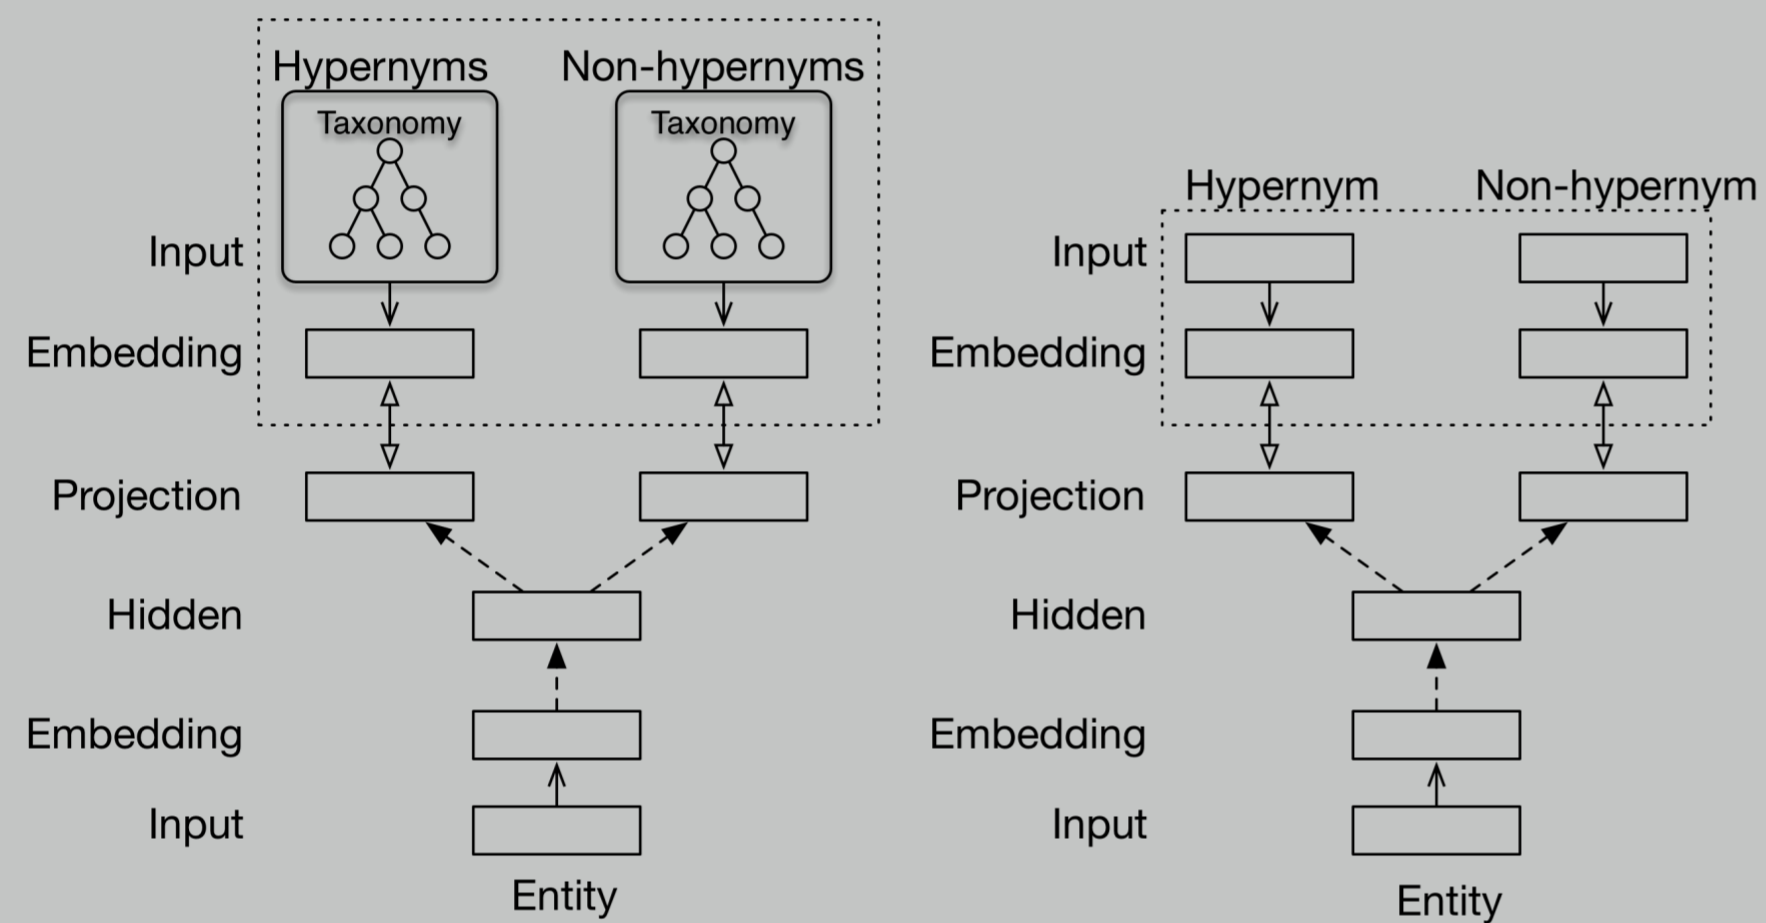 Hypernyms
Non-hypernyms
Taxonomy
Taxonomy
Input
Embedding
Projection
Hidden
Embedding
Input
Entity
Hypernym
Non-hypernym
Input
Embedding
Projection
Hidden
Embedding
Input
Entity